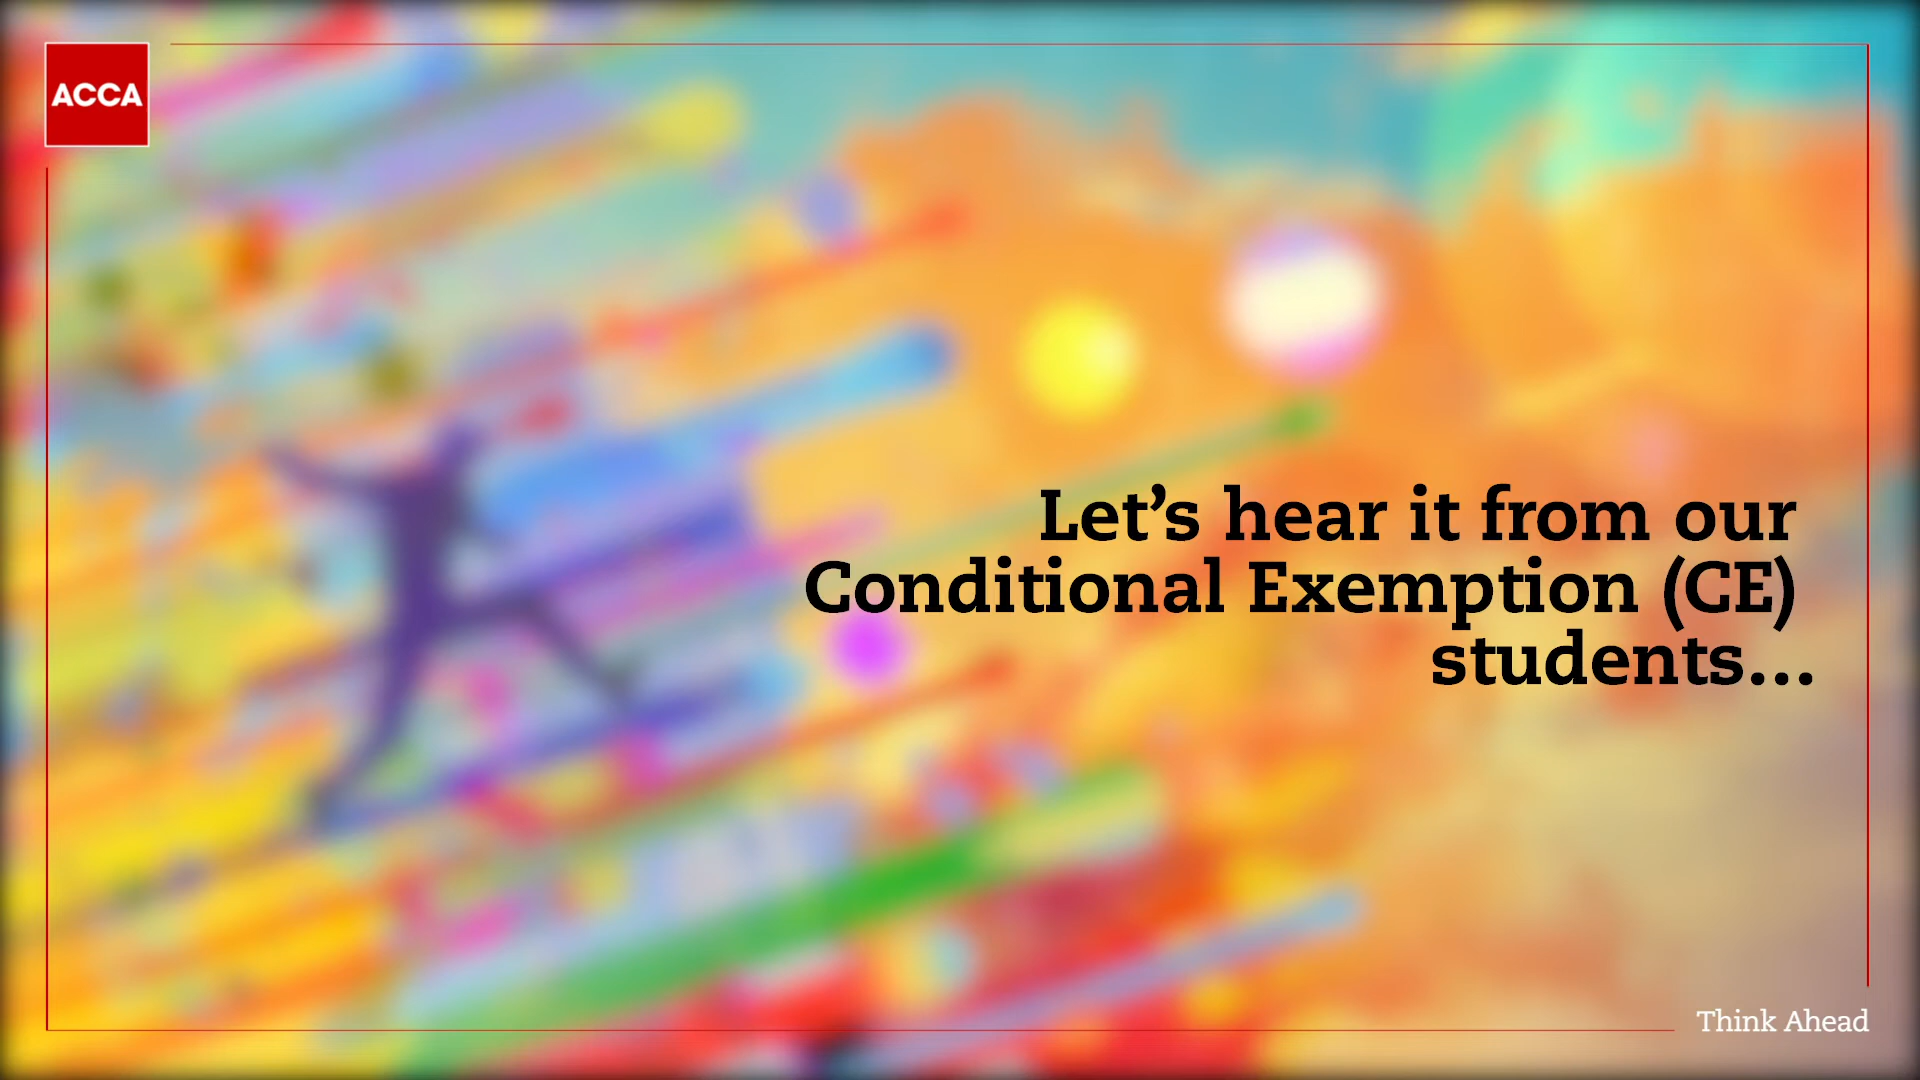 ACCA
Let’s hear it from our
Conditional Exemption (CE)
students...
Think Ahead